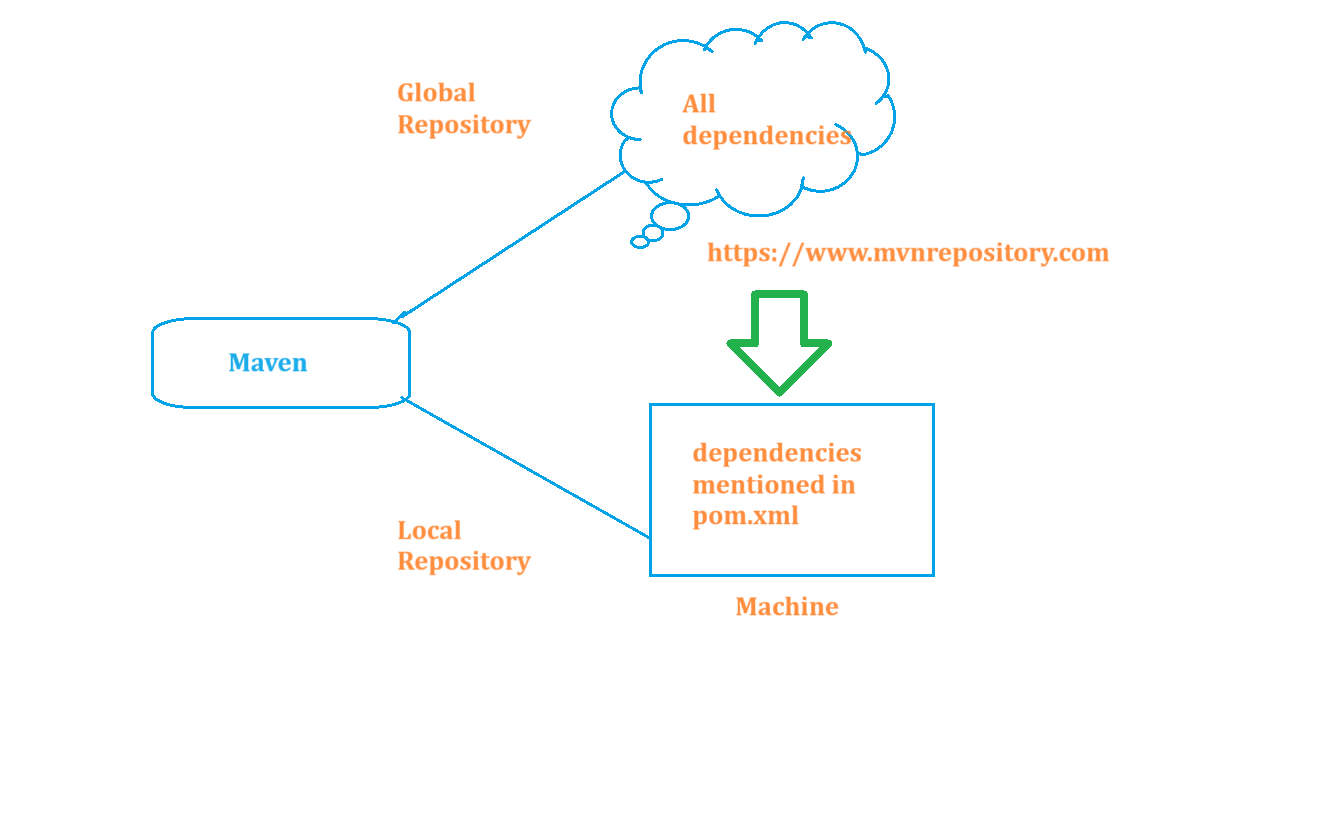 Global
Repository
All
dependencies
https://www.mvnrepository.com
Maven
dependencies
mentioned in
pom.xml
Local
Repository
Machine